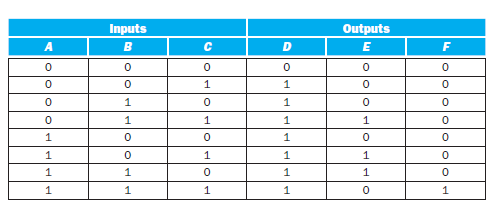 Inputs Outputs
A B C D E F
0 0 0 0 0 0
0 0 1 1 0 0
0 1 0 1 0 0
0 1 1 1 1 0
1 0 0 1 0 0
1 0 1 1 1 0
1 1 0 1 1 0
1 1 1 1 0 1